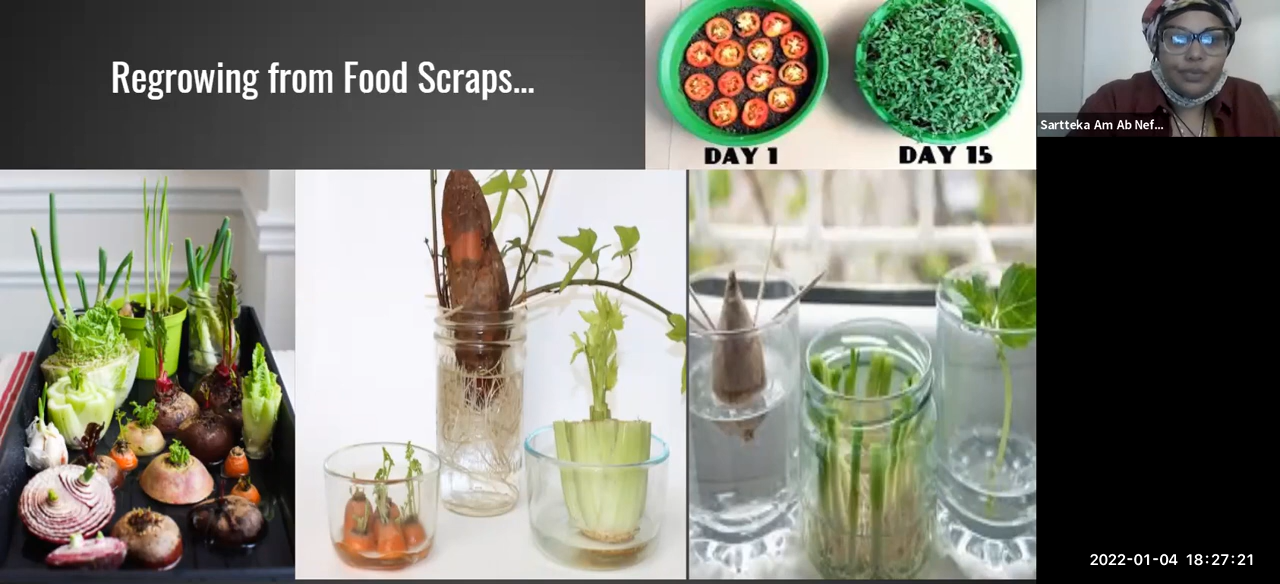 Regrowing from Food Scraps...
DAY 1
DAY 15
Sartteka Am Ab Nef...
2022-01-04 18:27:21